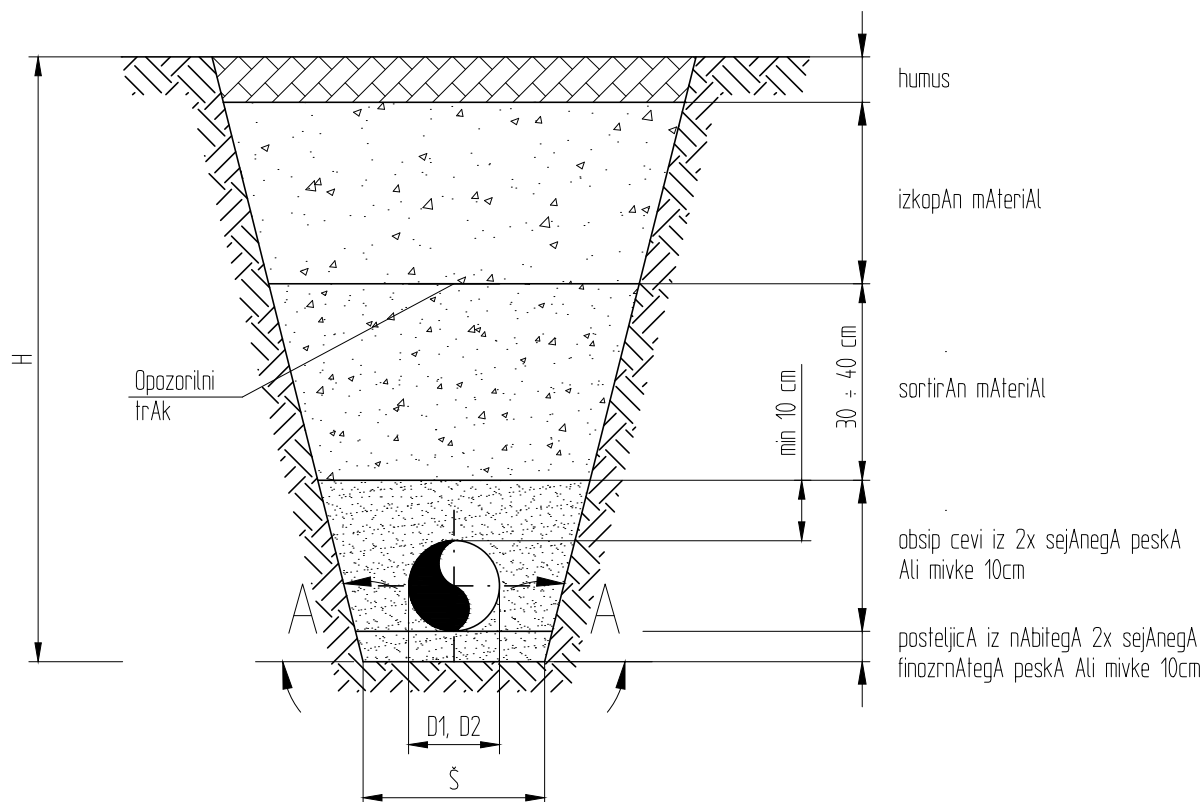 humus
izkopAn mAteriAl
H
Opozorilni
trAk
min 10 cm
30 ÷ 40 cm
sortirAn mAteriAl
obsip cevi iz 2x sejAnegA peskA
Ali mivke 10cm
A
A
posteljicA iz nAbitegA 2x sejAnegA
finozrnAtegA peskA Ali mivke 10cm
D1, D2
Š